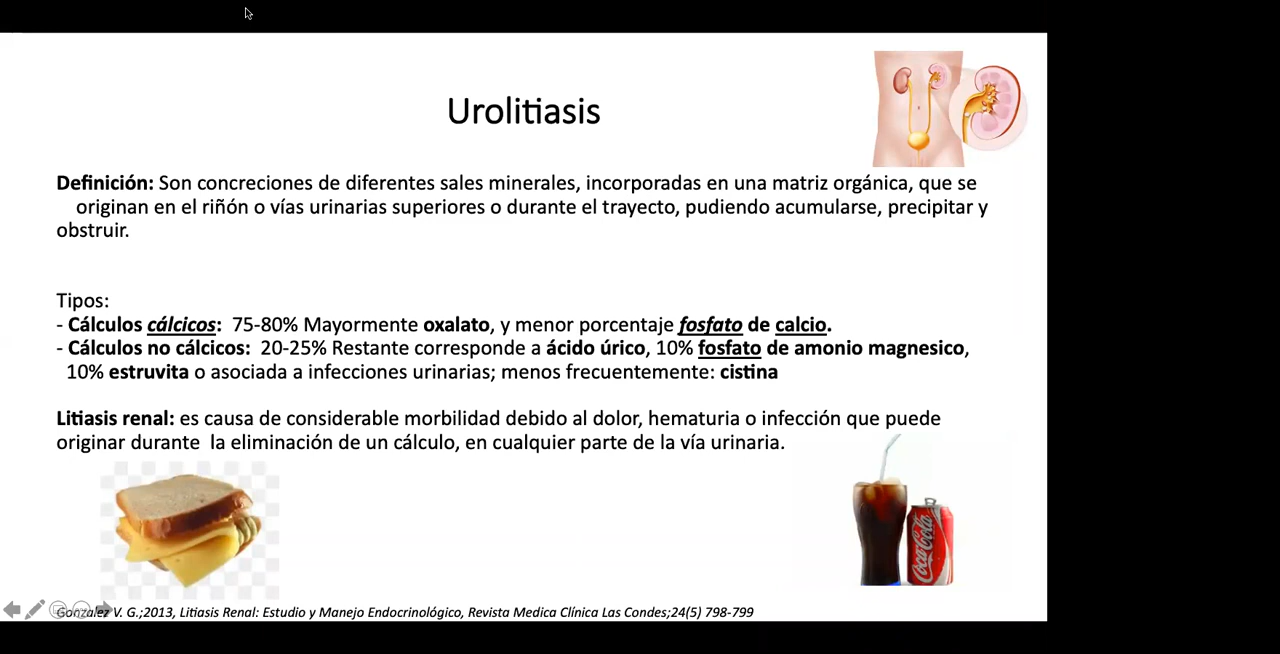 Urolitiasis
Definición: Son concreciones de diferentes sales minerales, incorporadas en una matriz orgánica, que se
originan en el riñón o vías urinarias superiores o durante el trayecto, pudiendo acumularse, precipitar y
obstruir.
Tipos:
- Cálculos cálcicos: 75-80% Mayormente oxalato, y menor porcentaje fosfato de calcio.
- Cálculos no cálcicos: 20-25% Restante corresponde a ácido úrico, 10% fosfato de amonio magnesico,
10% estruvita o asociada a infecciones urinarias; menos frecuentemente: cistina
Litiasis renal: es causa de considerable morbilidad debido al dolor, hematuria o infección que puede
originar durante la eliminación de un cálculo, en cualquier parte de la vía urinaria.
Coca-Cola
Gonzalez V. G.;2013, Litiasis Renal: Estudio y Manejo Endocrinológico, Revista Medica Clínica Las Condes;24(5) 798-799